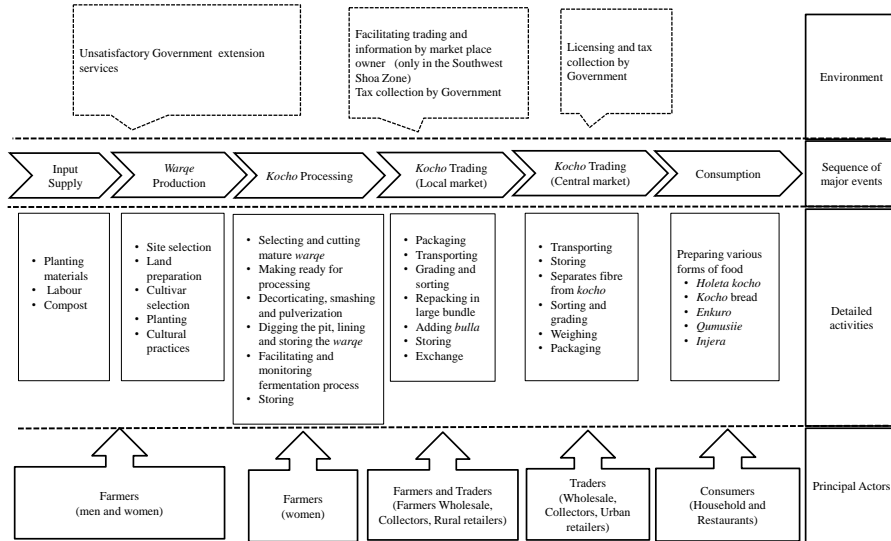 Unsatisfactory Government extension
services
Facilitating trading and
information by market place
owner (only in the Southwest
Shoa Zone)
Tax collection by Government
Licensing and tax
collection by
Government
Environment
Input
Supply
Warqe
Production
Kocho Processing
Kocho Trading
(Local market)
Kocho Trading
(Central market)
Consumption
Sequence of
major events
• Planting
materials
• Labour
• Compost
• Site selection
• Land
preparation
• Cultivar
selection
• Planting
• Cultural
practices
• Selecting and cutting
mature warqe
• Making ready for
processing
• Decorticating, smashing
and pulverization
• Digging the pit, lining
and storing the warqe
• Facilitating and
monitoring
fermentation process
• Storing
• Packaging
• Transporting
• Grading and
sorting
• Repacking in
large bundle
• Adding bulla
• Storing
• Exchange
• Transporting
• Storing
• Separates fibre
from kocho
• Sorting and
grading
• Weighing
• Packaging
Preparing various
forms of food
• Holeta kocho
• Kocho bread
• Enkuro
• Qumusiie
• Injera
Detailed
activities
Farmers
(men and women)
Farmers
(women)
Farmers and Traders
(Farmers Wholesale,
Collectors, Rural retailers)
Traders
(Wholesale,
Collectors, Urban
retailers)
Consumers
(Household and
Restaurants)
Principal Actors